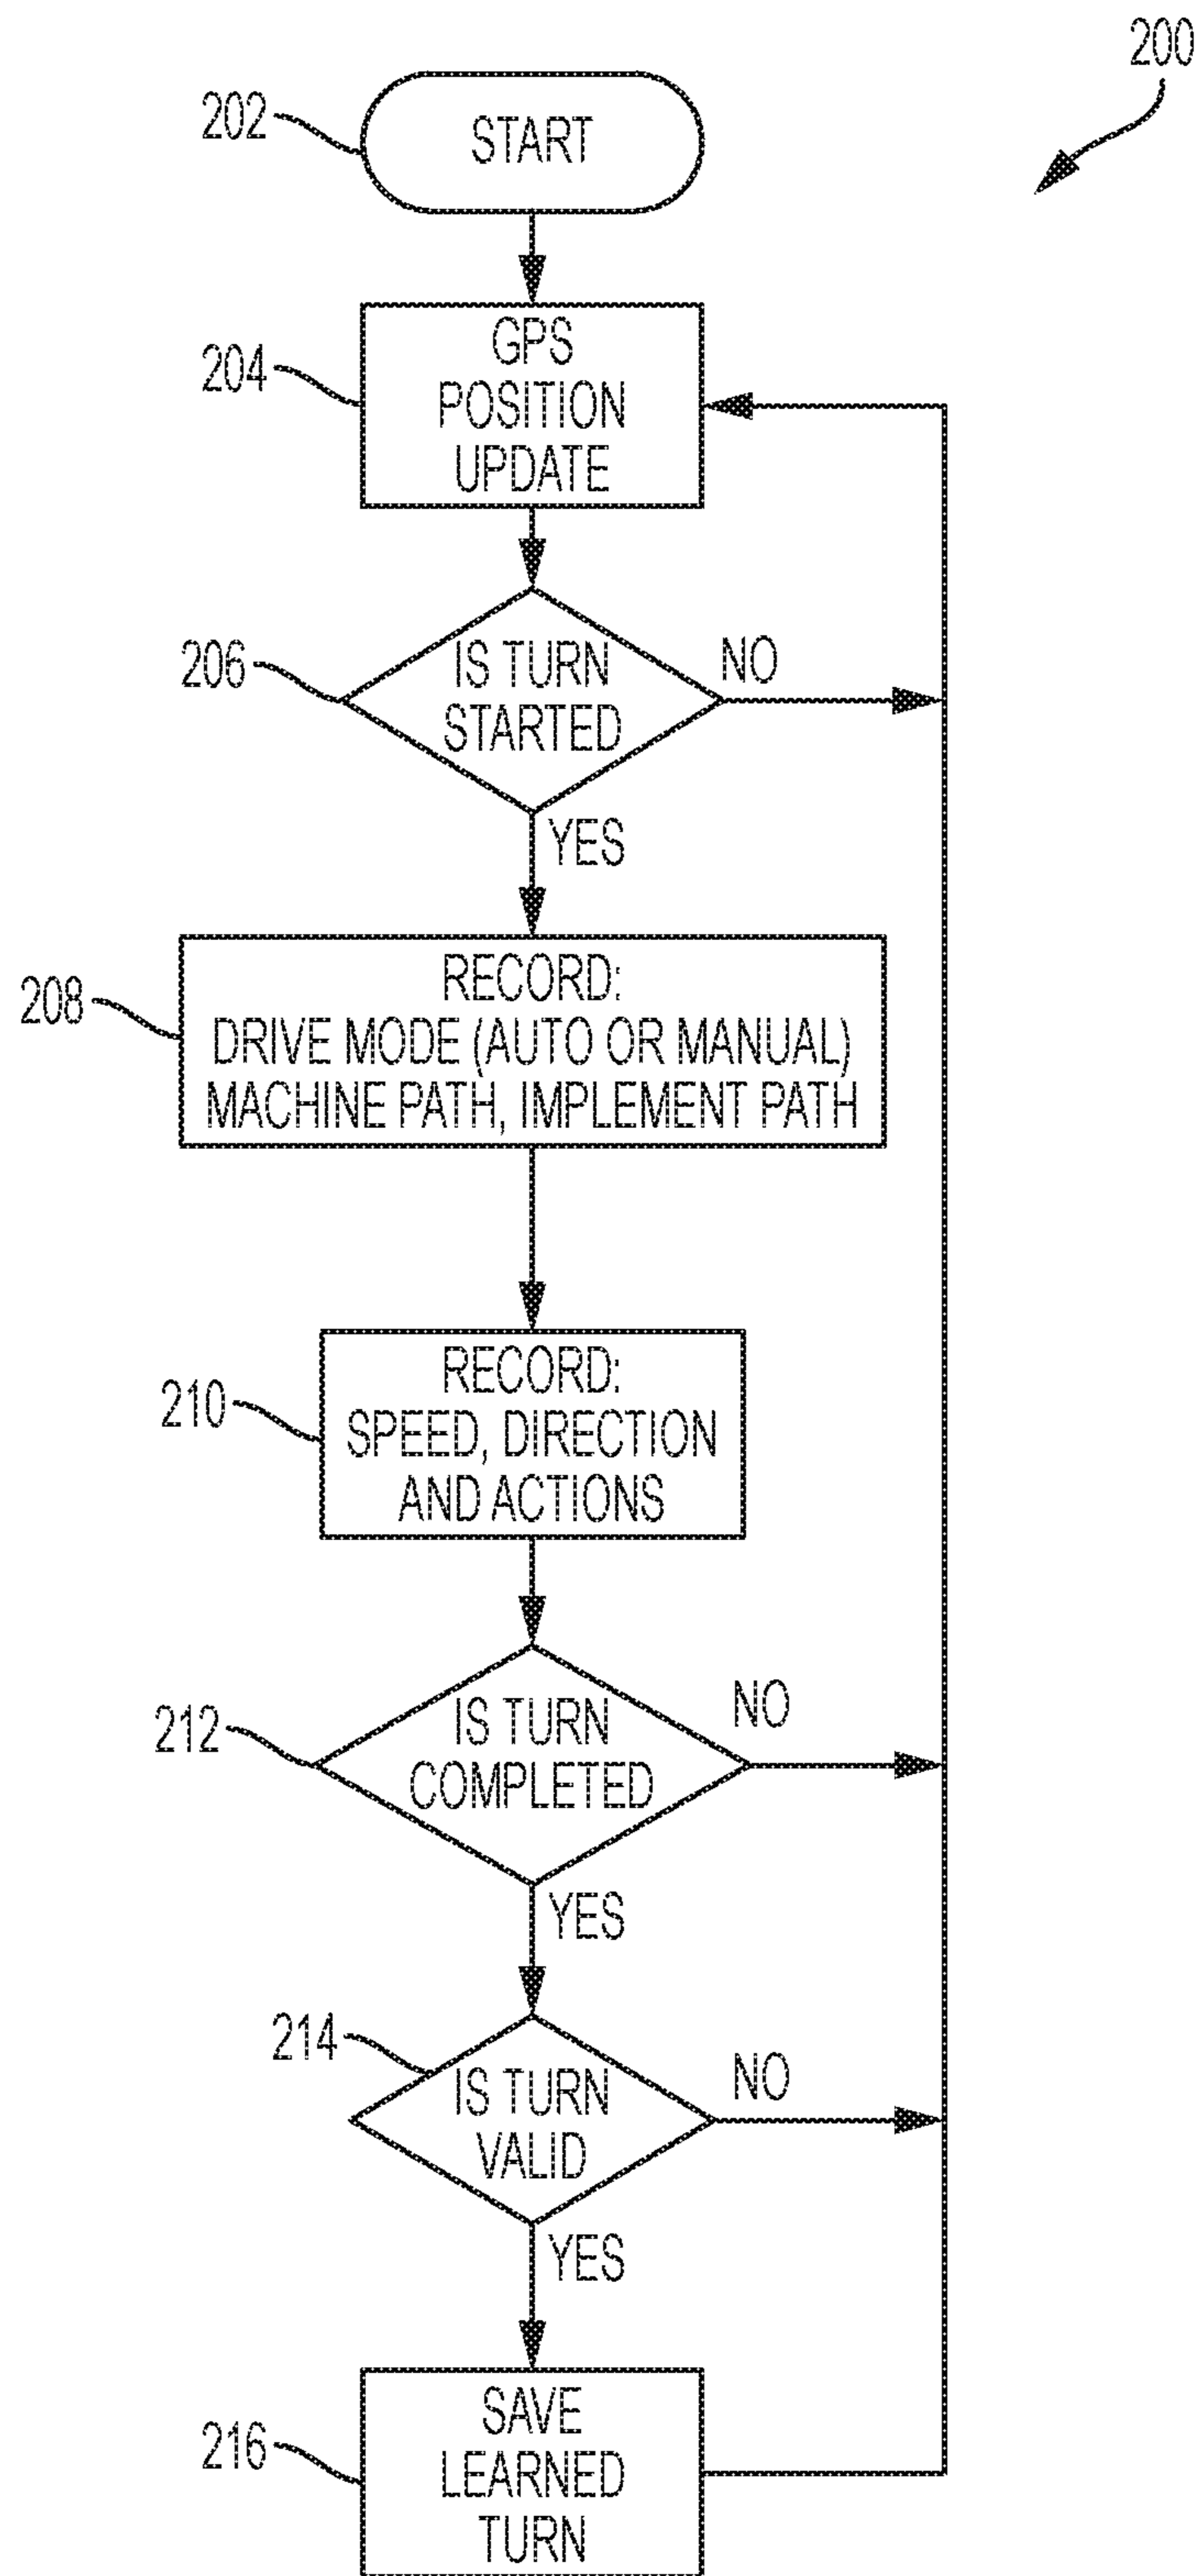 200
202
START
204
GPS
POSITION
UPDATE
206
IS TURN
STARTED
NO
YES
208
RECORD:
DRIVE MODE (AUTO OR MANUAL)
MACHINE PATH, IMPLEMENT PATH
210
RECORD:
SPEED, DIRECTION
AND ACTIONS
212
IS TURN
COMPLETED
NO
YES
214
IS TURN
VALID
NO
YES
216
SAVE
LEARNED
TURN